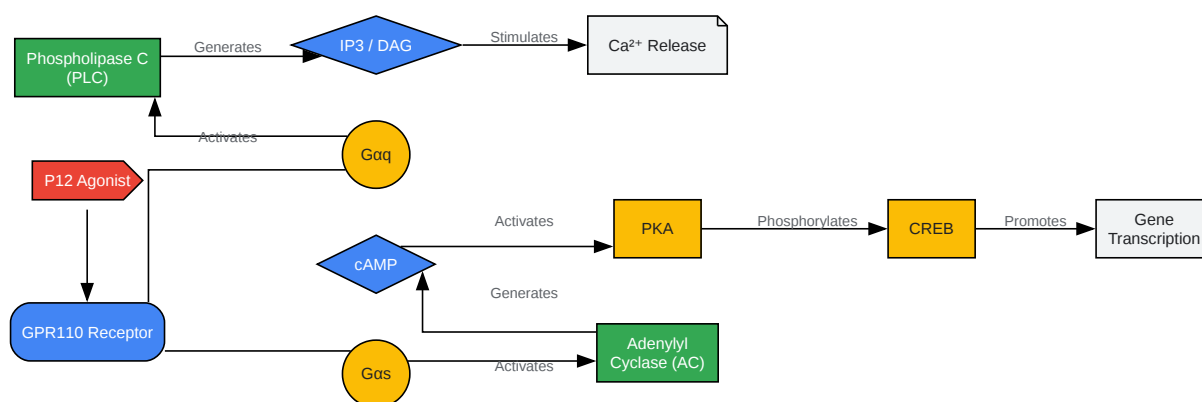 Phospholipase C
(PLC)
Generates
IP3 / DAG
Stimulates
Ca²⁺ Release
Activates
Gαq
P12 Agonist
cAMP
Activates
PKA
Phosphorylates
CREB
Promotes
Gene
Transcription
Generates
GPR110 Receptor
Gαs
Activates
Adenylyl
Cyclase (AC)